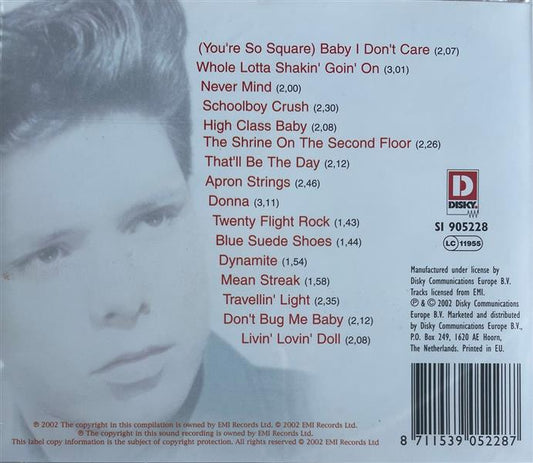 (You're So Square) Baby I Don't Care (2,07)
Whole Lotta Shakin' Goin' On (3,01)
Never Mind (2,00)
Schoolboy Crush (2,30)
High Class Baby (2,08)
The Shrine On The Second Floor (2,26)
That'll Be The Day (2,12)
Apron Strings (2,46)
Donna (3,11)
Twenty Flight Rock (1,43)
Blue Suede Shoes (1,44)
Dynamite (1,54)
Mean Streak (1,58)
Travellin' Light (2,35)
Don't Bug Me Baby (2,12)
Livin' Lovin' Doll (2,08)
D
DISKY.
SI 905228
LC 11955
Manufactured under license by
Disky Communications Europe B.V.
Tracks licensed from EMI.
℗ & © 2002 Disky Communications
Europe B.V. Marketed and distributed
by Disky Communications Europe B.V.,
P.O. Box 249, 1620 AE Hoorn,
The Netherlands. Printed in EU.
℗ 2002 The copyright in this compilation is owned by EMI Records Ltd. © 2002 EMI Records Ltd.
℗ The copyright in this sound recording is owned by EMI Records Ltd.
This label copy information is the subject of copyright protection. All rights reserved. © 2002 EMI Records Ltd
8 711539 052287